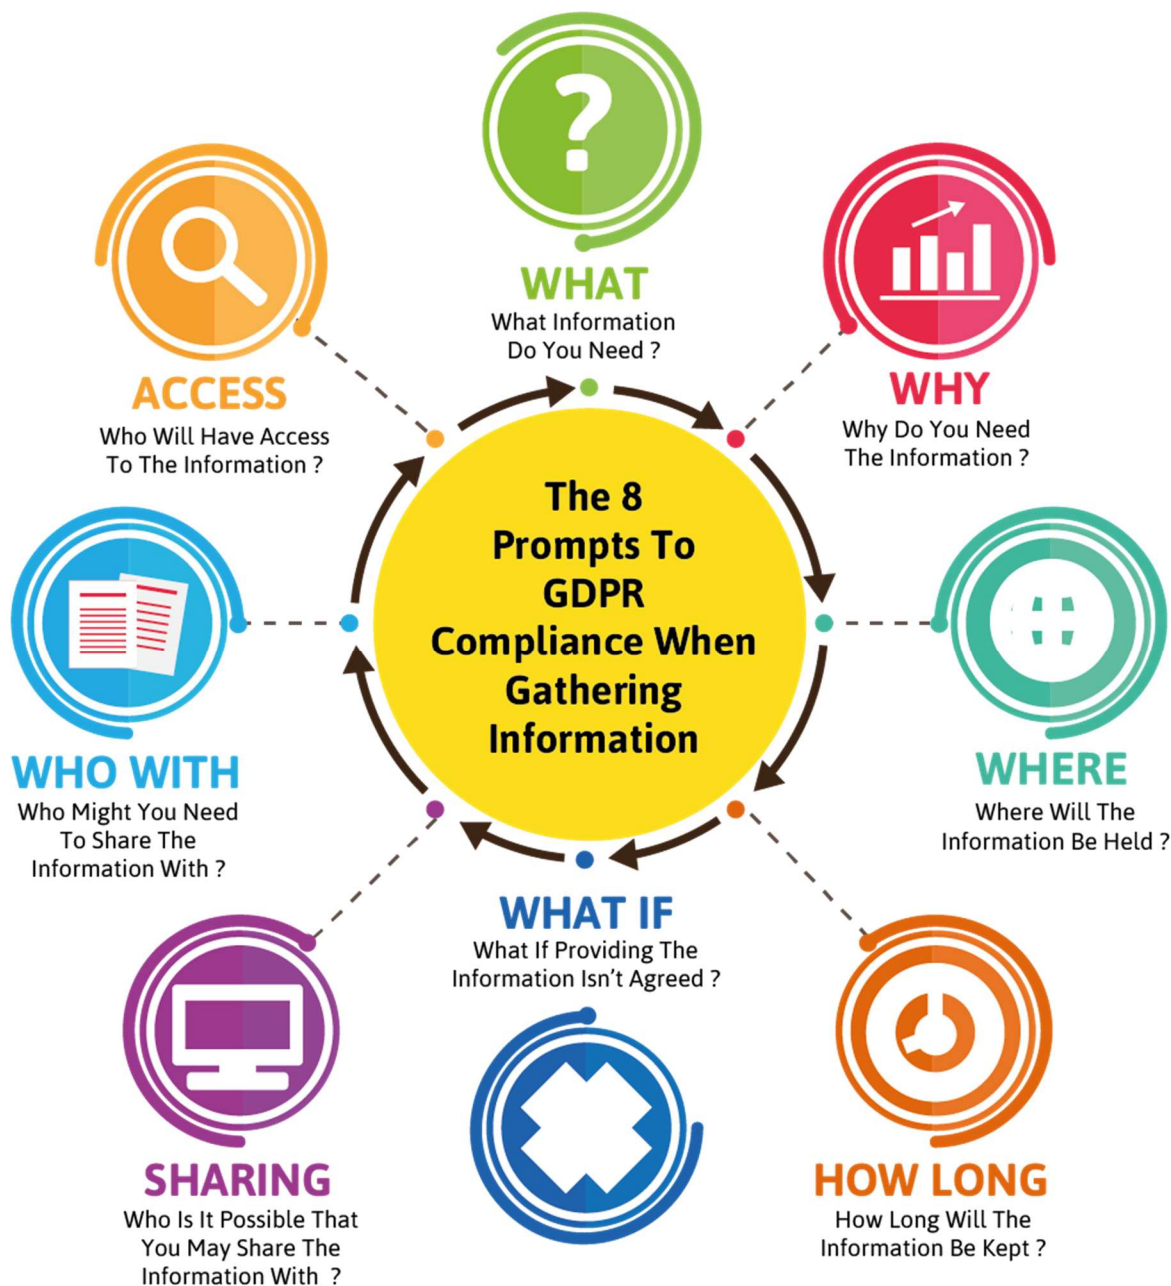 WHAT
What Information
Do You Need ?
WHY
Why Do You Need
The Information ?
WHERE
Where Will The
Information Be Held ?
HOW LONG
How Long Will The
Information Be Kept ?
WHAT IF
What If Providing The
Information Isn't Agreed ?
SHARING
Who Is It Possible That
You May Share The
Information With  ?
WHO WITH
Who Might You Need
To Share The
Information With ?
ACCESS
Who Will Have Access
To The Information ?
The 8
Prompts To
GDPR
Compliance When
Gathering
Information